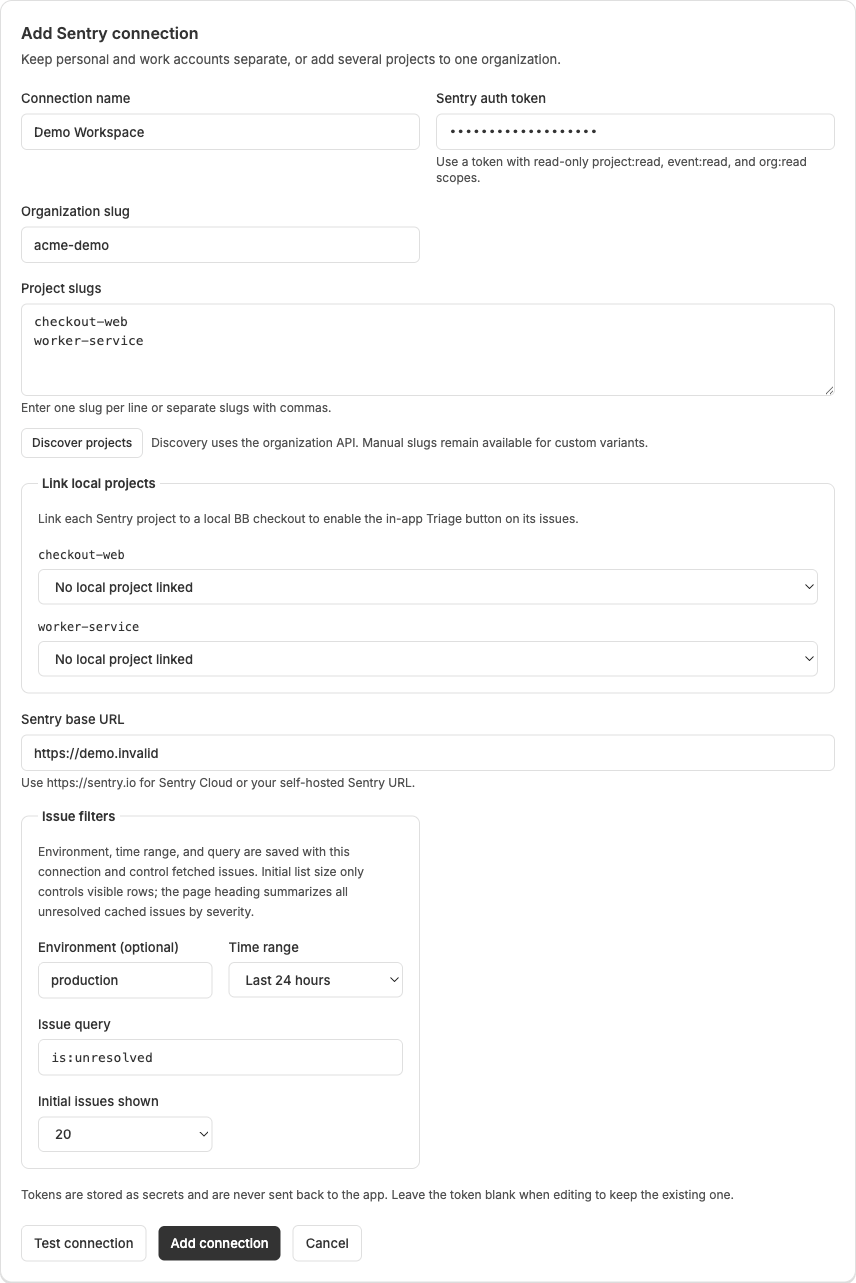 Add Sentry connection
Keep personal and work accounts separate, or add several projects to one organization.
Connection name
Demo Workspace
Sentry auth token
•••••••••••••••••••
Use a token with read-only project:read, event:read, and org:read
scopes.
Organization slug
acme-demo
Project slugs
checkout-web
worker-service
Enter one slug per line or separate slugs with commas.
Discover projects
Discovery uses the organization API. Manual slugs remain available for custom variants.
Link local projects
Link each Sentry project to a local BB checkout to enable the in-app Triage button on its issues.
checkout-web
No local project linked
worker-service
No local project linked
Sentry base URL
https://demo.invalid
Use https://sentry.io for Sentry Cloud or your self-hosted Sentry URL.
Issue filters
Environment, time range, and query are saved with this
connection and control fetched issues. Initial list size only
controls visible rows; the page heading summarizes all
unresolved cached issues by severity.
Environment (optional)
production
Time range
Last 24 hours
Issue query
is:unresolved
Initial issues shown
20
Tokens are stored as secrets and are never sent back to the app. Leave the token blank when editing to keep the existing one.
Test connection
Add connection
Cancel